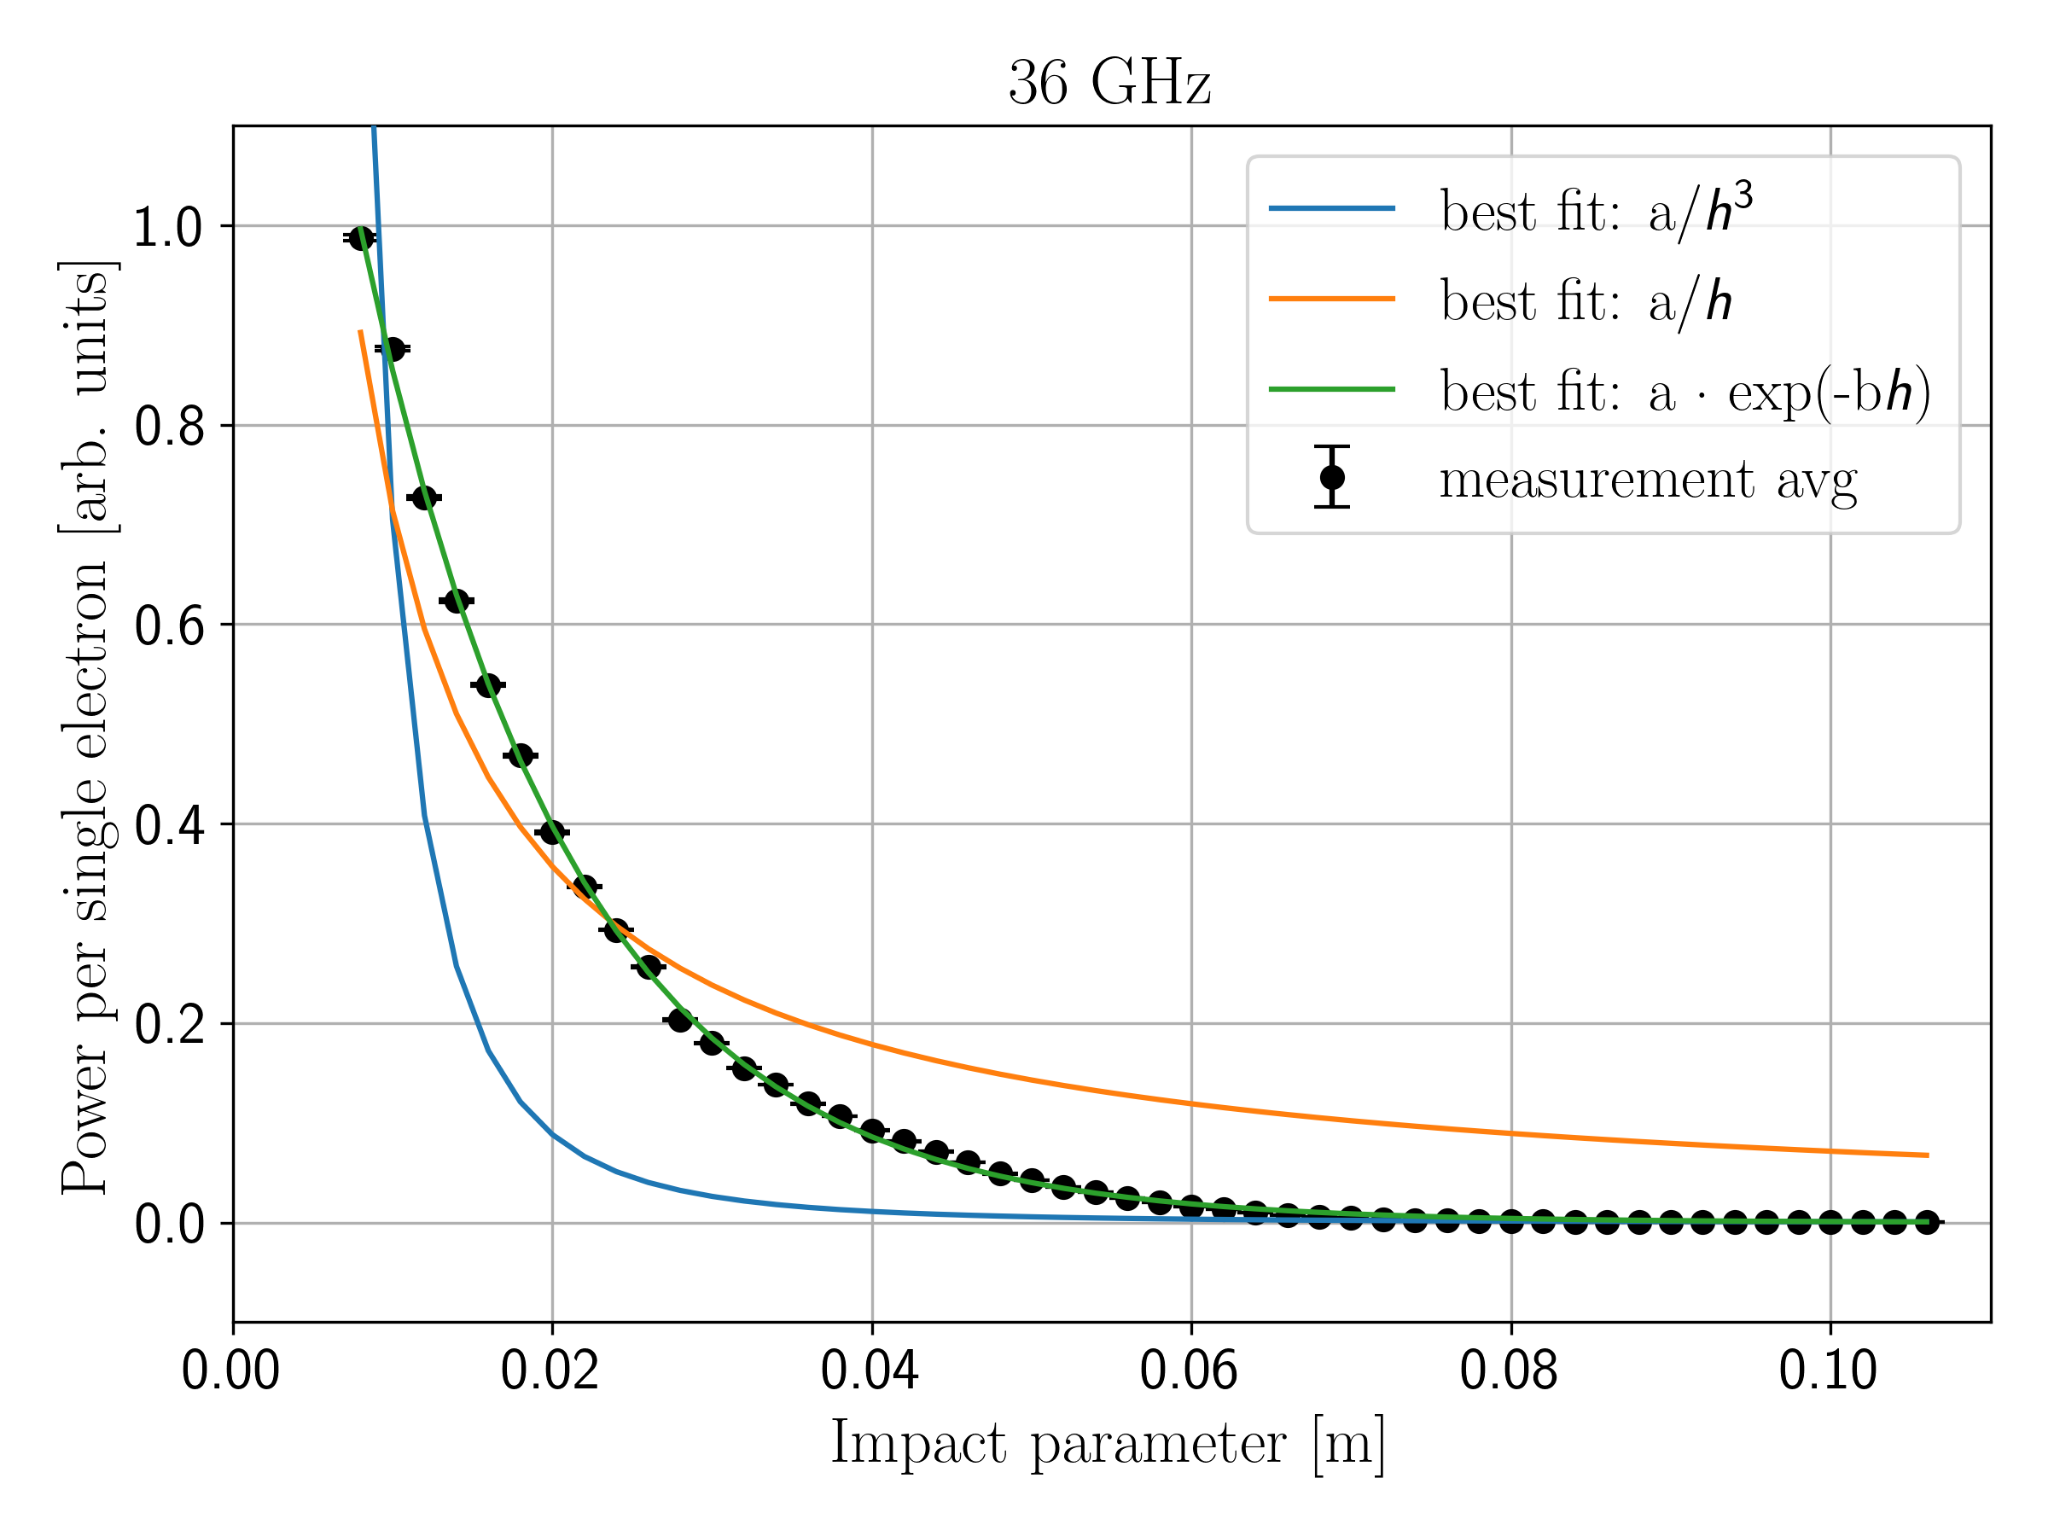 36 GHz
best fit: a/h³
best fit: a/h
best fit: a · exp(-bh)
measurement avg
Power per single electron [arb. units]
1.0
0.8
0.6
0.4
0.2
0.0
0.00 0.02 0.04 0.06 0.08 0.10
Impact parameter [m]